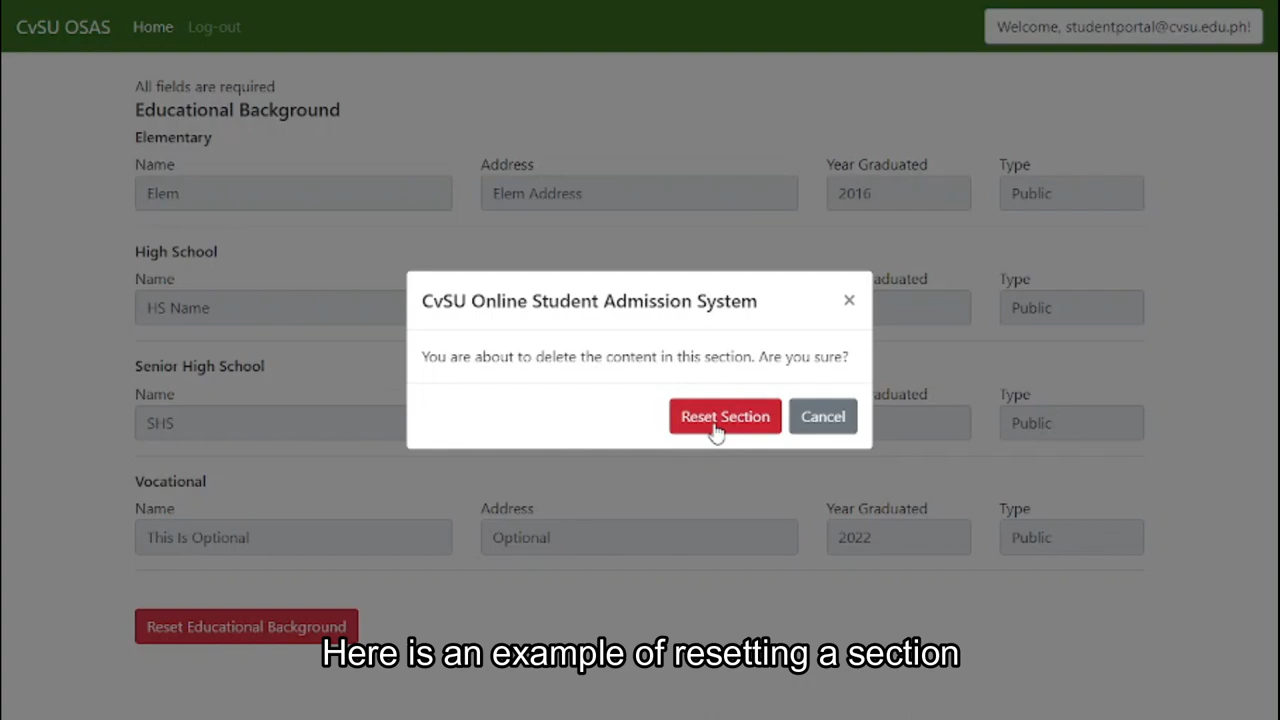 CvSU OSAS Home Log-out Welcome, studentportal@cvsu.edu.ph!
All fields are required
Educational Background
Elementary
Name Address Year Graduated Type
Elem Elem Address 2016 Public
High School
Name aduated Type
HS Name Public
CvSU Online Student Admission System ×
You are about to delete the content in this section. Are you sure?
Reset Section Cancel
Senior High School
Name aduated Type
SHS Public
Vocational
Name Address Year Graduated Type
This Is Optional Optional 2022 Public
Reset Educational Background
Here is an example of resetting a section